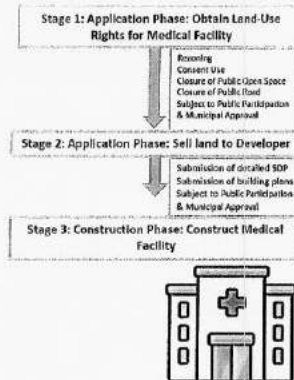 Stage 1: Application Phase: Obtain Land-Use
Rights for Medical Facility
Rezoning
Consent Use
Closure of Public Open Space
Closure of Public Road
Subject to Public Participation
& Municipal Approval
Stage 2: Application Phase: Sell land to Developer
Submission of detailed SDP
Submission of building plans
Subject to Public Participation
& Municipal Approval
Stage 3: Construction Phase: Construct Medical
Facility